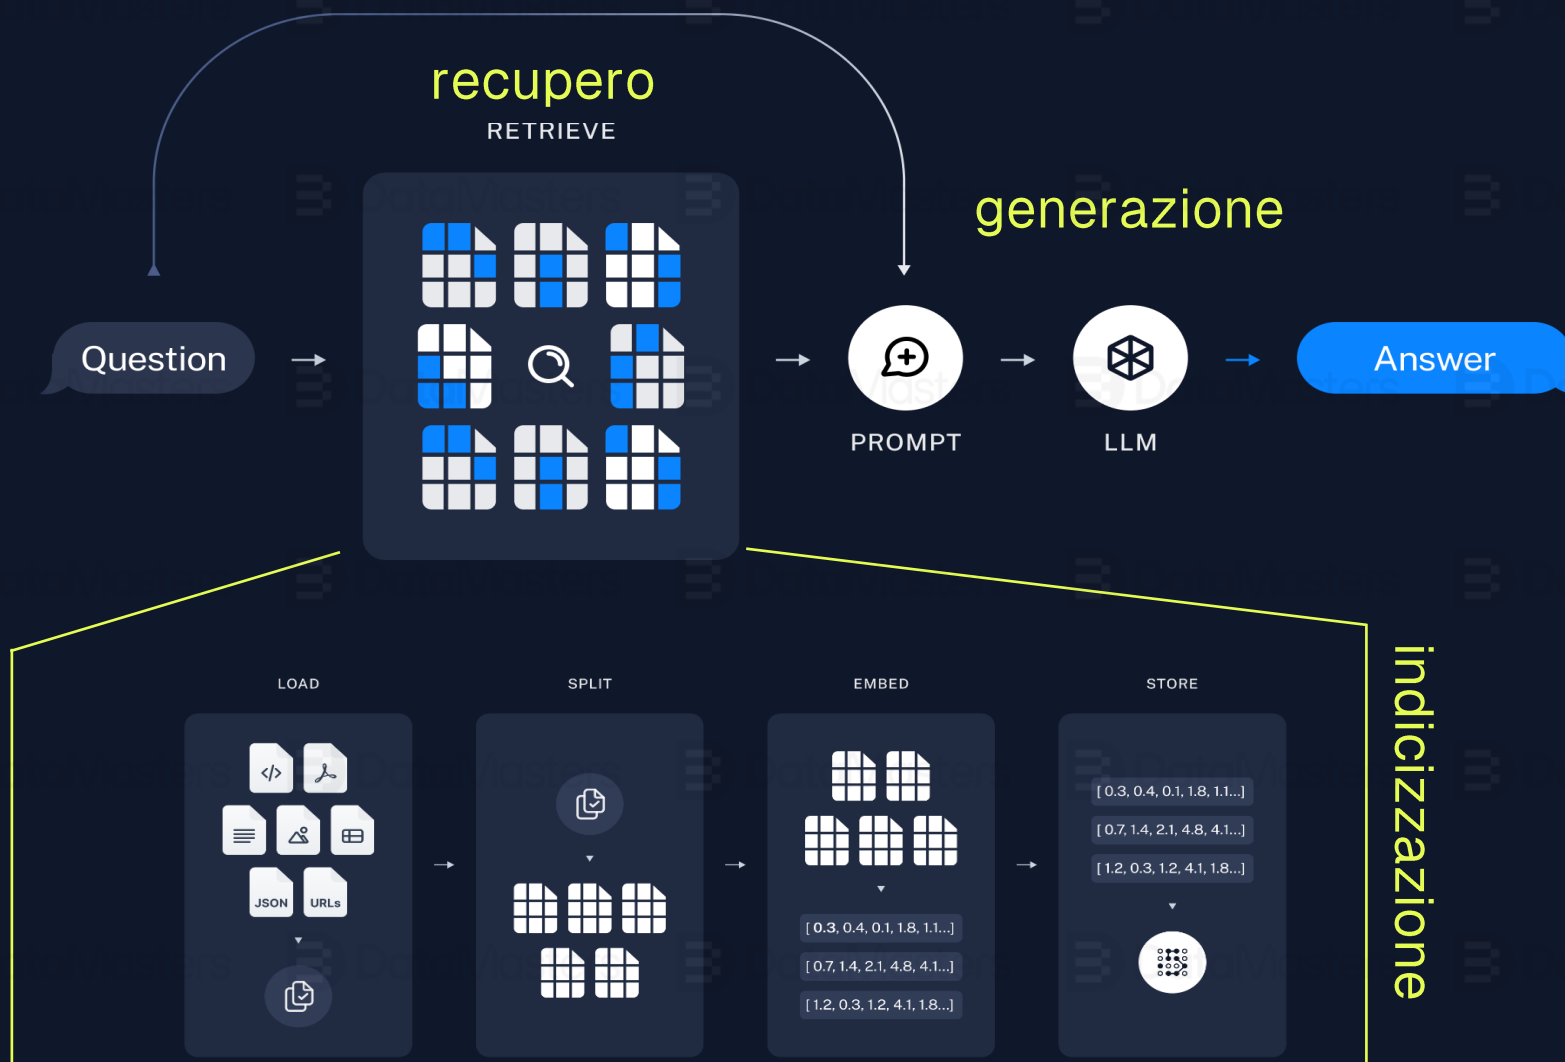 recupero
RETRIEVE
generazione
Question
Answer
PROMPT
LLM
indicizzazione
LOAD
SPLIT
EMBED
STORE
</>
JSON
URLs
[ 0.3, 0.4, 0.1, 1.8, 1.1...]
[ 0.7, 1.4, 2.1, 4.8, 4.1...]
[ 1.2, 0.3, 1.2, 4.1, 1.8...]
[ 0.3, 0.4, 0.1, 1.8, 1.1...]
[ 0.7, 1.4, 2.1, 4.8, 4.1...]
[ 1.2, 0.3, 1.2, 4.1, 1.8...]
DataMasters